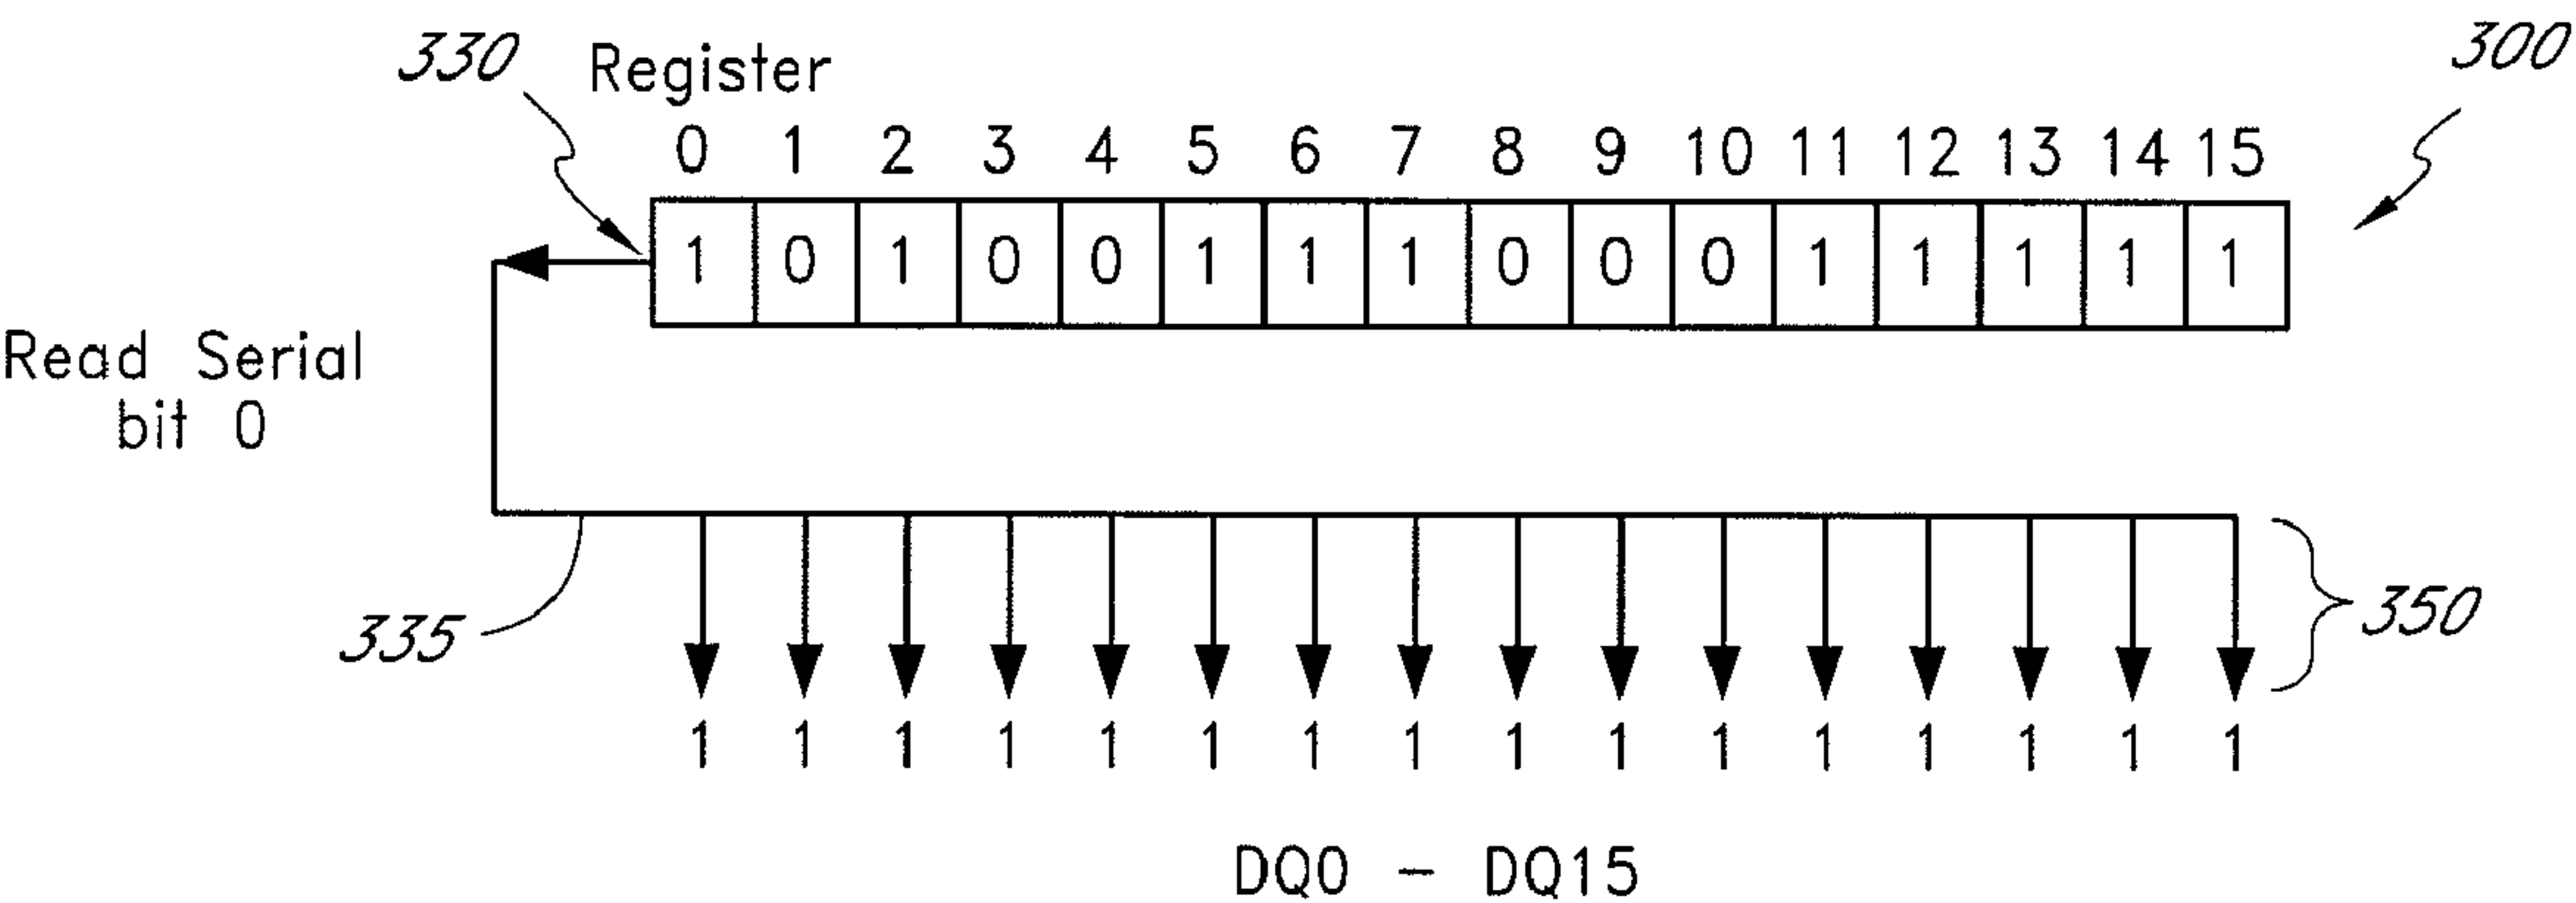 330 Register 300
0 1 2 3 4 5 6 7 8 9 10 11 12 13 14 15
1 0 1 0 0 1 1 1 0 0 0 1 1 1 1 1
Read Serial
bit 0
335 350
1 1 1 1 1 1 1 1 1 1 1 1 1 1 1 1
DQ0 - DQ15